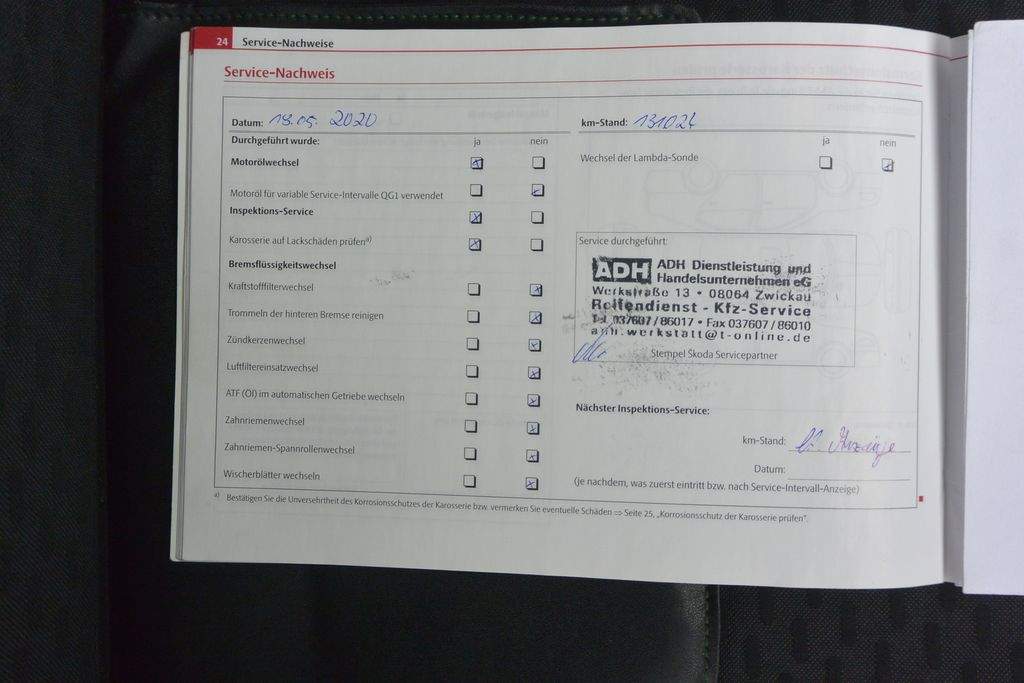 24 Service-Nachweise
Service-Nachweis
Datum: 18.05. 2020
km-Stand: 131024
Durchgeführt wurde: ja nein
ja nein
Motorölwechsel
Wechsel der Lambda-Sonde
Motoröl für variable Service-Intervalle QG1 verwendet
Inspektions-Service
Karosserie auf Lackschäden prüfen a)
Bremsflüssigkeitswechsel
Kraftstofffilterwechsel
Trommeln der hinteren Bremse reinigen
Zündkerzenwechsel
Luftfiltereinsatzwechsel
ATF (Öl) im automatischen Getriebe wechseln
Zahnriemenwechsel
Zahnriemen-Spannrollenwechsel
Wischerblätter wechseln
Service durchgeführt:
ADH ADH Dienstleistung und
Handelsunternehmen eG
Werkstraße 13 • 08064 Zwickau
Reifendienst - Kfz-Service
Tel. 037607/86017 • Fax 037607/86010
adh.werkstatt@t-online.de
Stempel Škoda Servicepartner
Nächster Inspektions-Service:
km-Stand: lt. Anzeige
Datum:
(je nachdem, was zuerst eintritt bzw. nach Service-Intervall-Anzeige)
a) Bestätigen Sie die Unversehrtheit des Korrosionsschutzes der Karosserie bzw. vermerken Sie eventuelle Schäden ⇒ Seite 25, „Korrosionsschutz der Karosserie prüfen".